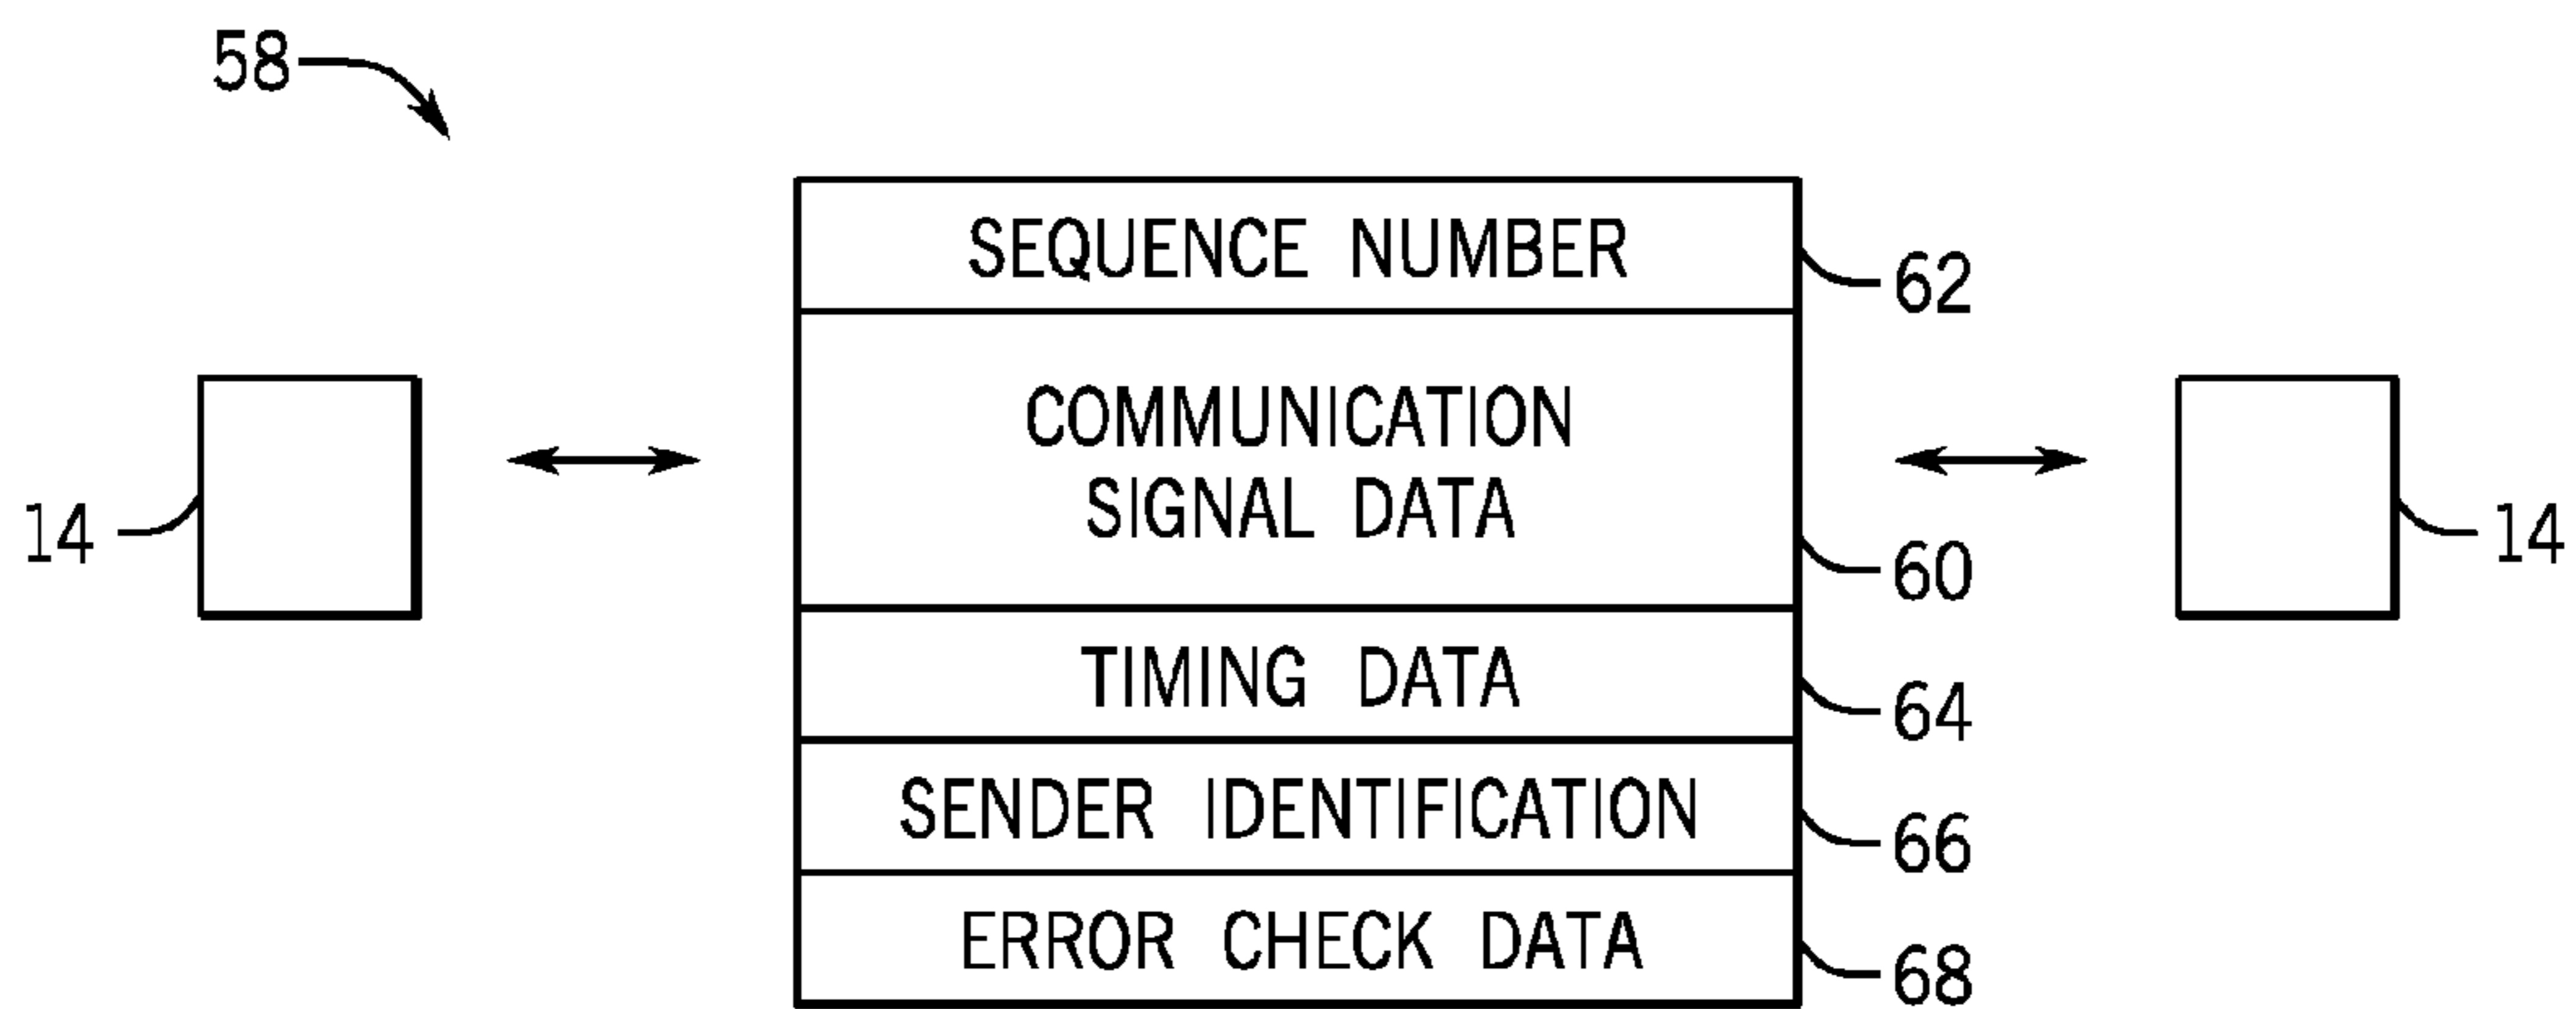 58
SEQUENCE NUMBER
62
COMMUNICATION
SIGNAL DATA
14
60
14
TIMING DATA
64
SENDER IDENTIFICATION
66
ERROR CHECK DATA
68